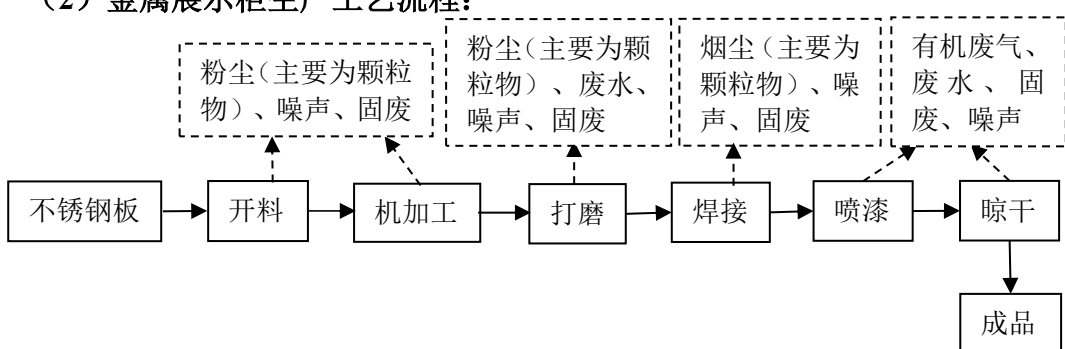 （2）金属展示柜生产工艺流程：
粉尘（主要为颗粒
物）、噪声、固废
粉尘（主要为颗
粒物）、废水、
噪声、固废
烟尘（主要为
颗粒物）、噪
声、固废
有机废气、
废水、固
废、噪声
不锈钢板
开料
机加工
打磨
焊接
喷漆
晾干
成品